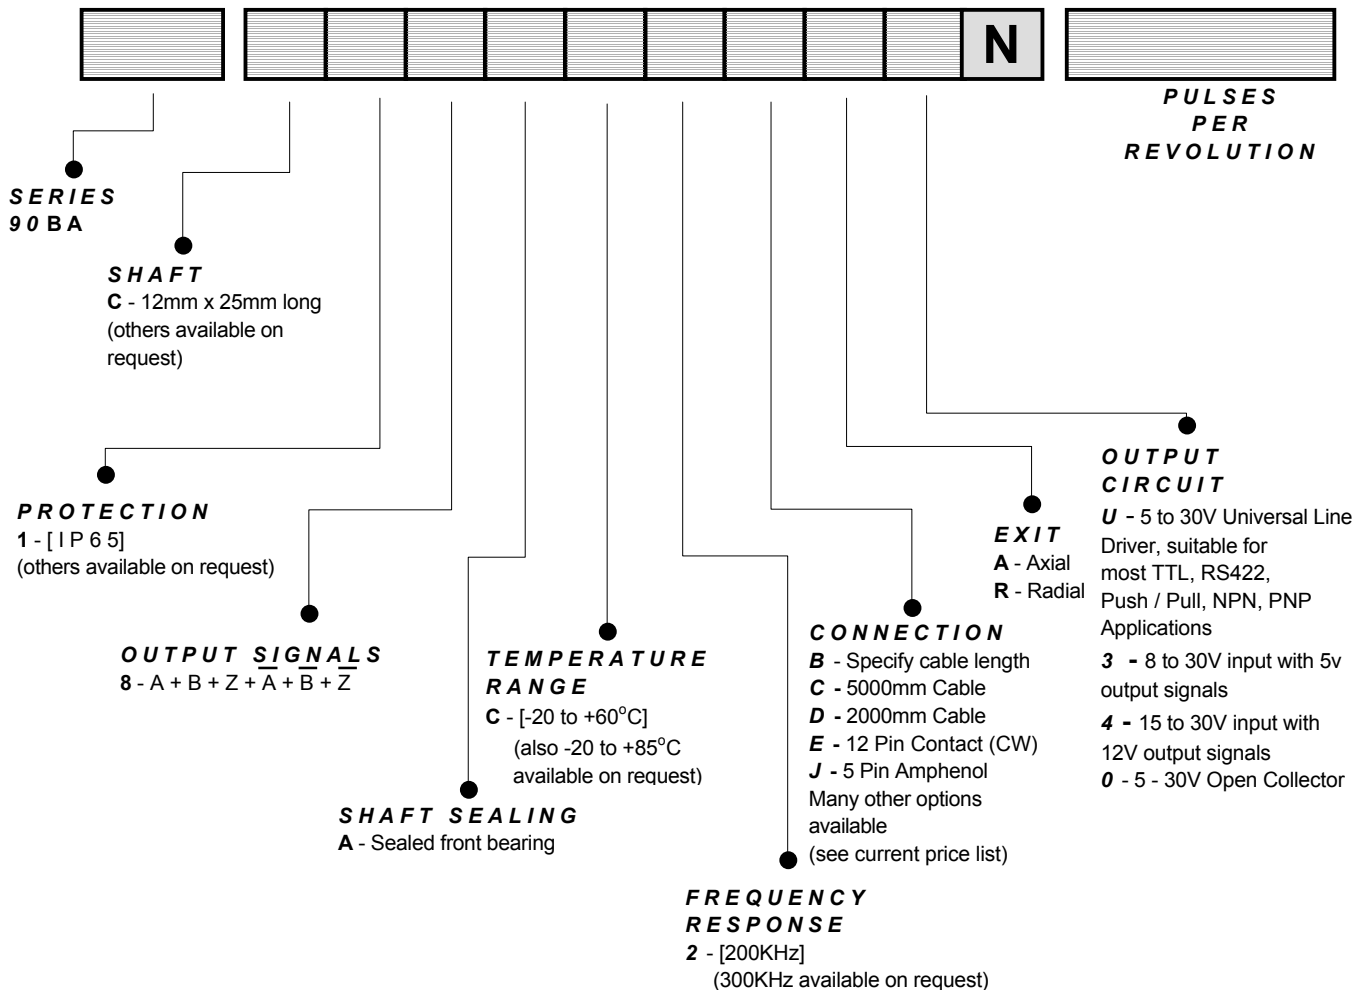 N
PULSES
PER
REVOLUTION
SERIES
90BA
SHAFT
C - 12mm x 25mm long
(others available on
request)
PROTECTION
1 - [IP65]
(others available on request)
OUTPUT SIGNALS
8 - A + B + Z + A̅ + B̅ + Z̅
SHAFT SEALING
A - Sealed front bearing
TEMPERATURE
RANGE
C - [-20 to +60°C]
(also -20 to +85°C
available on request)
FREQUENCY
RESPONSE
2 - [200KHz]
(300KHz available on request)
CONNECTION
B - Specify cable length
C - 5000mm Cable
D - 2000mm Cable
E - 12 Pin Contact (CW)
J - 5 Pin Amphenol
Many other options
available
(see current price list)
EXIT
A - Axial
R - Radial
OUTPUT
CIRCUIT
U - 5 to 30V Universal Line
Driver, suitable for
most TTL, RS422,
Push / Pull, NPN, PNP
Applications
3 - 8 to 30V input with 5v
output signals
4 - 15 to 30V input with
12V output signals
0 - 5 - 30V Open Collector